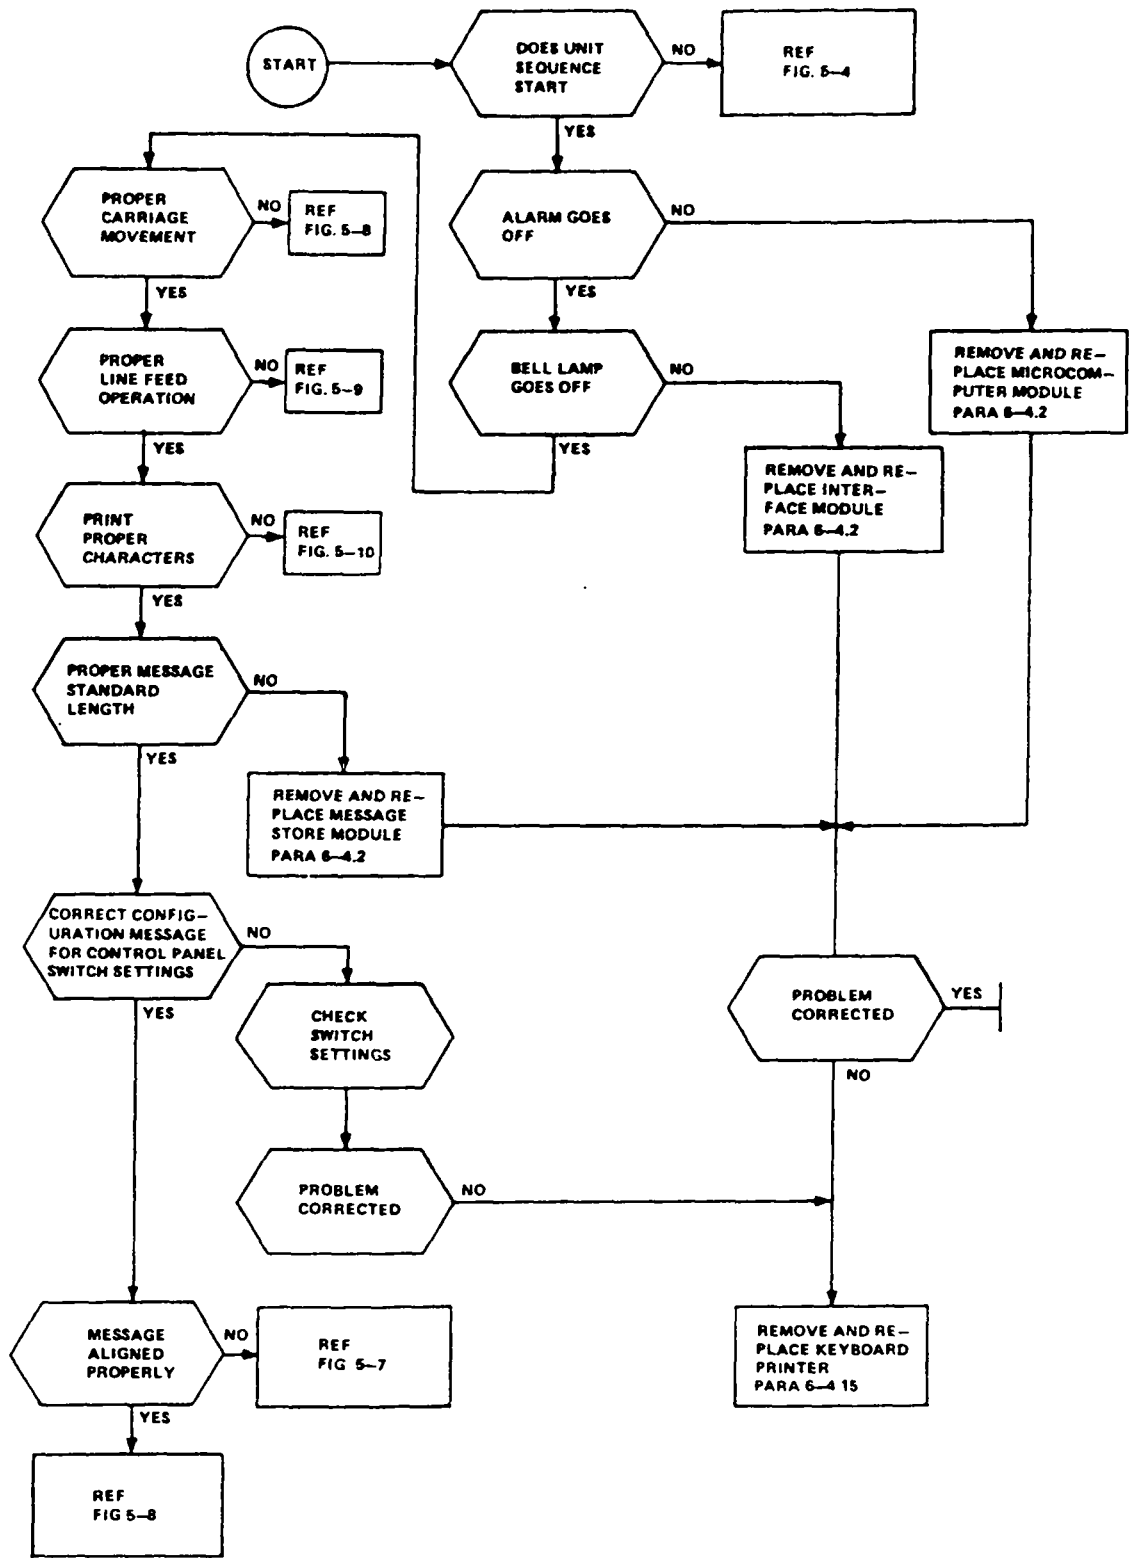 START
DOES UNIT
SEQUENCE
START
NO
REF
FIG. 5-4
YES
PROPER
CARRIAGE
MOVEMENT
NO
REF
FIG. 5-8
YES
ALARM GOES
OFF
NO
YES
PROPER
LINE FEED
OPERATION
NO
REF
FIG. 5-9
YES
BELL LAMP
GOES OFF
NO
YES
REMOVE AND RE-
PLACE MICROCOM-
PUTER MODULE
PARA 6-4.2
REMOVE AND RE-
PLACE INTER-
FACE MODULE
PARA 6-4.2
PRINT
PROPER
CHARACTERS
NO
REF
FIG. 5-10
YES
PROPER MESSAGE
STANDARD
LENGTH
NO
YES
REMOVE AND RE-
PLACE MESSAGE
STORE MODULE
PARA 6-4.2
CORRECT CONFIG-
URATION MESSAGE
FOR CONTROL PANEL
SWITCH SETTINGS
NO
YES
CHECK
SWITCH
SETTINGS
PROBLEM
CORRECTED
YES
NO
PROBLEM
CORRECTED
NO
MESSAGE
ALIGNED
PROPERLY
NO
REF
FIG 5-7
YES
REMOVE AND RE-
PLACE KEYBOARD
PRINTER
PARA 6-4 15
REF
FIG 5-8